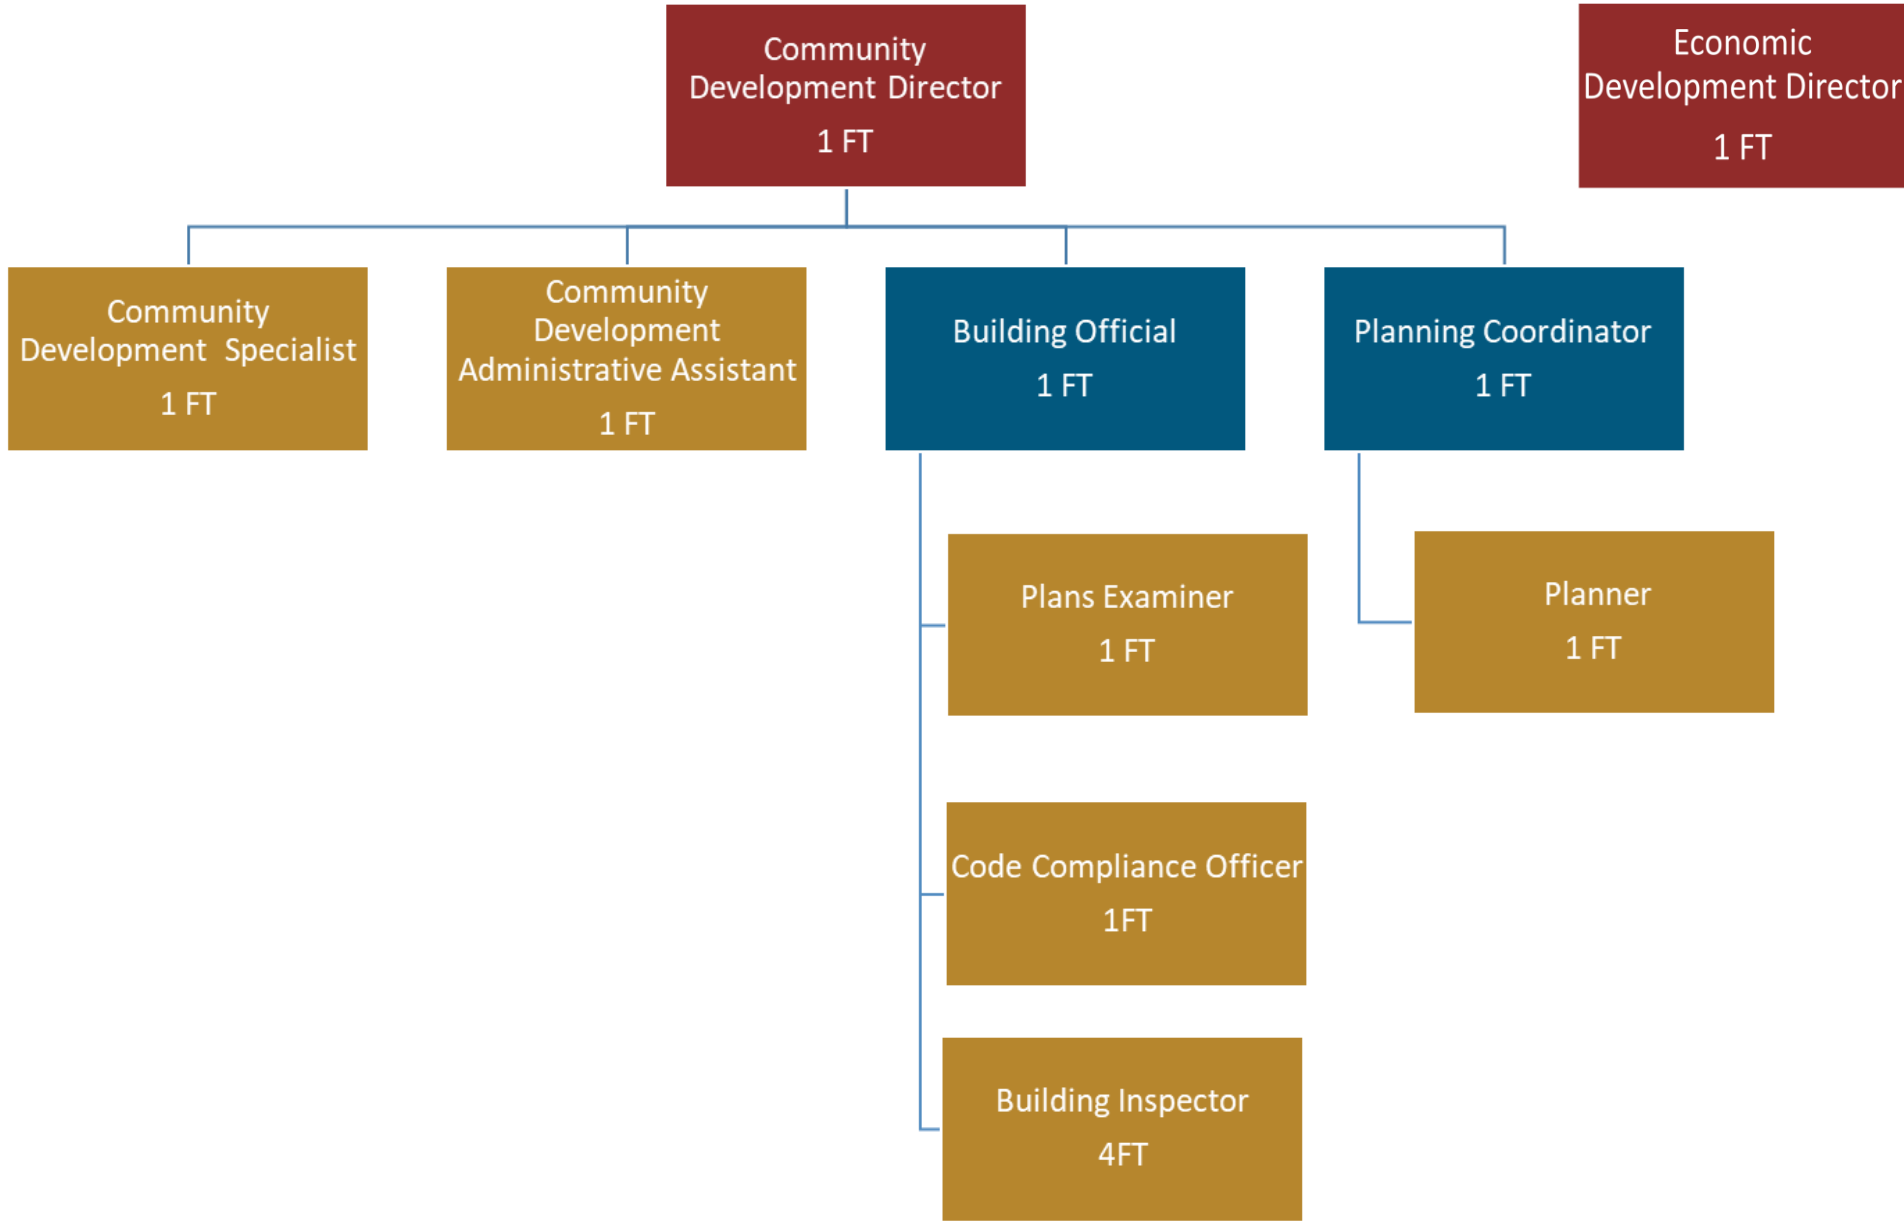 Community
Development Director
1 FT
Economic
Development Director
1 FT
Community
Development Specialist
1 FT
Community
Development
Administrative Assistant
1 FT
Building Official
1 FT
Planning Coordinator
1 FT
Plans Examiner
1 FT
Planner
1 FT
Code Compliance Officer
1FT
Building Inspector
4FT